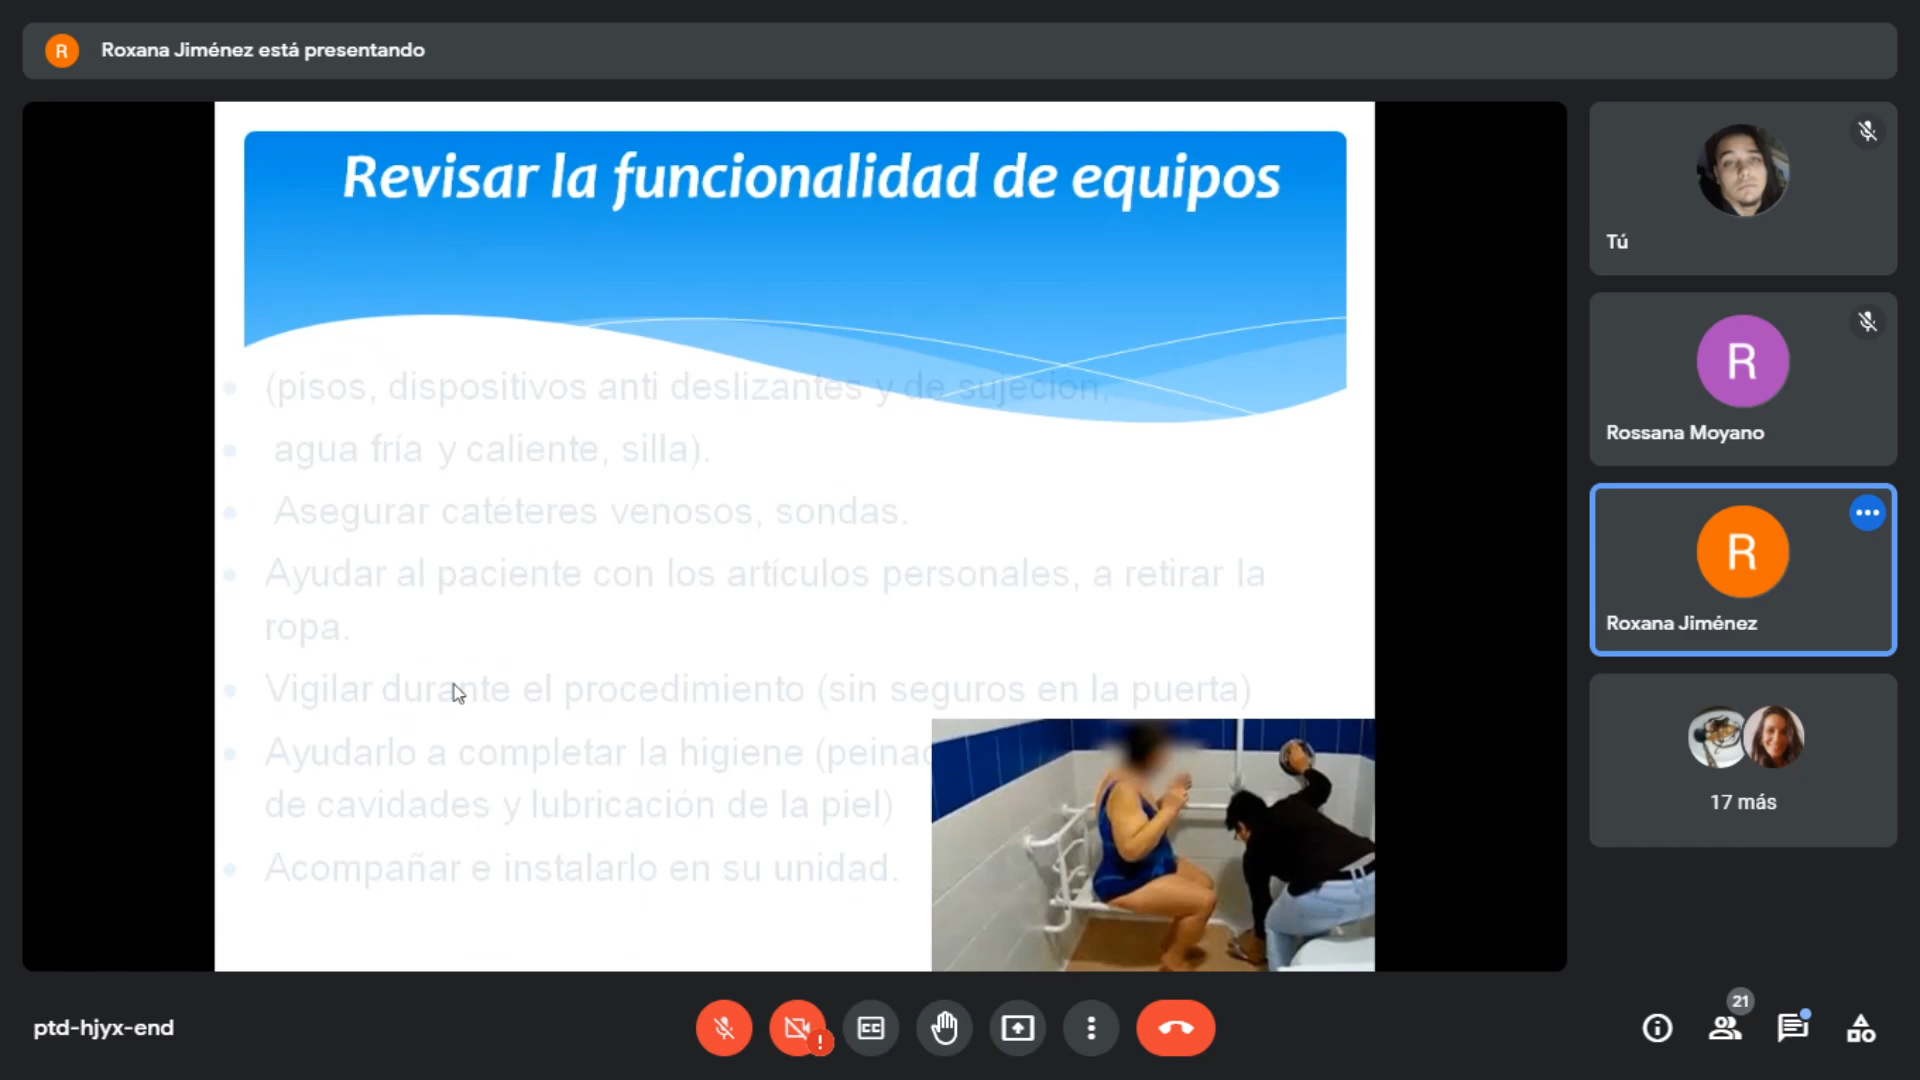 R Roxana Jiménez está presentando
Revisar la funcionalidad de equipos
(pisos, dispositivos anti deslizantes y de sujeción,
agua fría y caliente, silla).
Asegurar catéteres venosos, sondas.
Ayudar al paciente con los artículos personales, a retirar la
ropa.
Vigilar durante el procedimiento (sin seguros en la puerta)
Ayudarlo a completar la higiene
de cavidades y lubricación de la piel)
Acompañar e instalarlo en su unidad.
Tú
R
Rossana Moyano
R
Roxana Jiménez
17 más
ptd-hjyx-end
CC
21